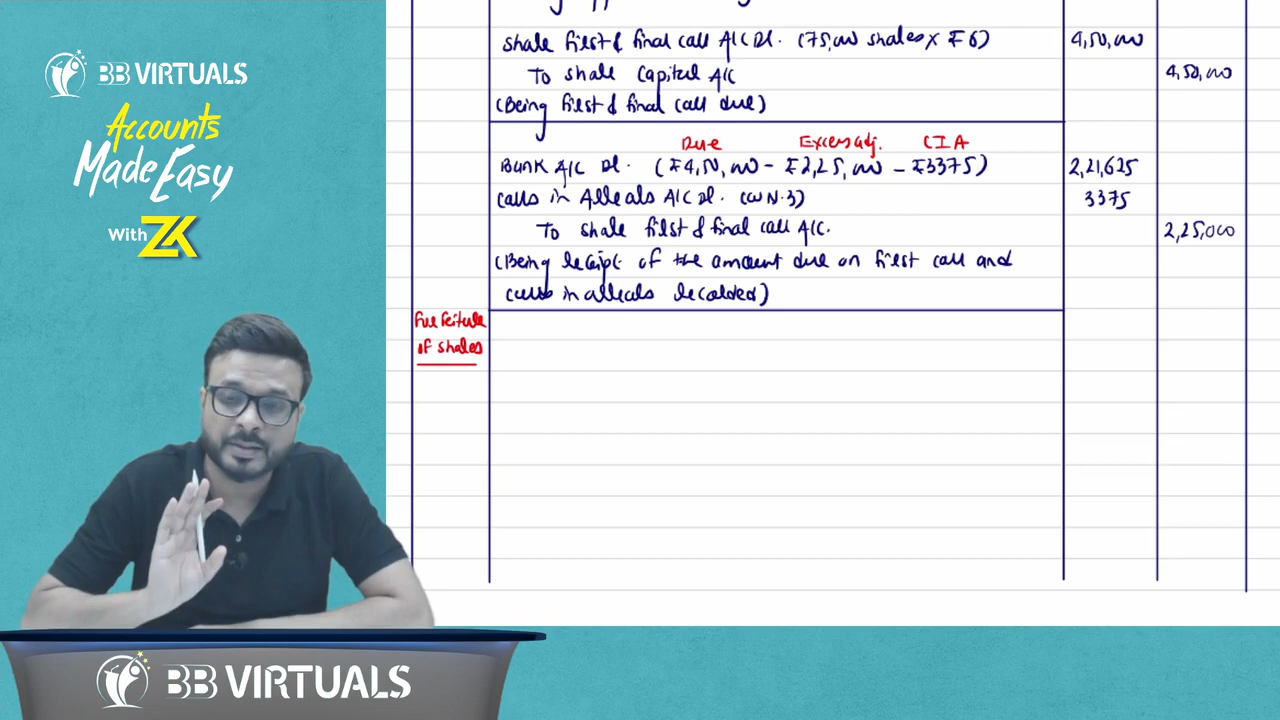 BB VIRTUALS
Accounts
Made Easy
With ZK
Share first & final call A/C Dr. (75,000 shares x ₹6) 4,50,000
To share capital A/C 4,50,000
(Being first & final call due)
Due Excess adj. CIA
Bank A/C Dr. (₹4,50,000 - ₹2,25,000 - ₹3375) 2,21,625
Calls in Arrears A/C Dr. (W.N.3) 3375
To share first & final call A/C. 2,25,000
(Being receipt of the amount due on first call and
calls in arrears recorded)
Forfeiture
of shares
BB VIRTUALS